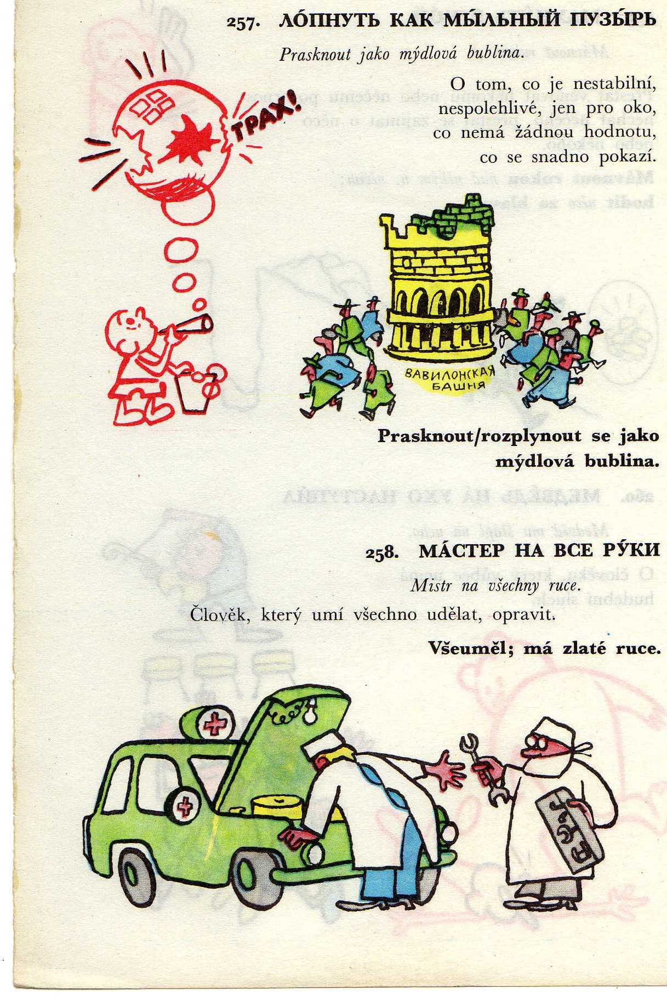 257. ЛО́ПНУТЬ КАК МЫ́ЛЬНЫЙ ПУЗЫ́РЬ
Prasknout jako mýdlová bublina.
O tom, co je nestabilní,
nespolehlivé, jen pro oko,
co nemá žádnou hodnotu,
co se snadno pokazí.
ТРАХ!
ВАВИЛОНСКАЯ
БАШНЯ
Prasknout/rozplynout se jako
mýdlová bublina.
258. МА́СТЕР НА ВСЕ РУ́КИ
Mistr na všechny ruce.
Člověk, který umí všechno udělat, opravit.
Všeuměl; má zlaté ruce.